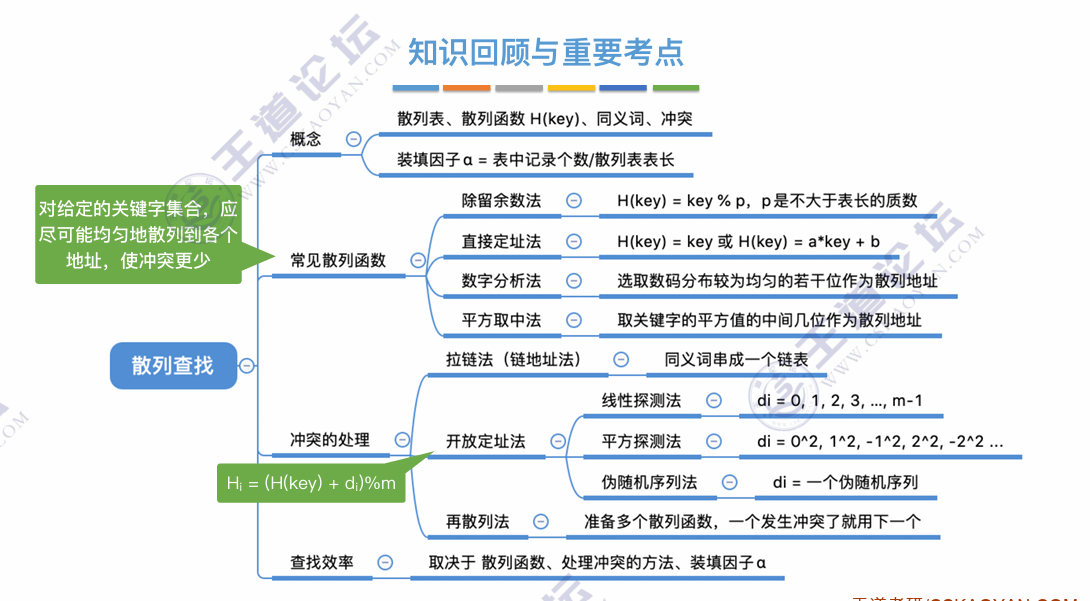 知识回顾与重要考点
散列表、散列函数 H(key)、同义词、冲突
概念
装填因子α = 表中记录个数/散列表表长
对给定的关键字集合，应
尽可能均匀地散列到各个
地址，使冲突更少
除留余数法
H(key) = key % p，p是不大于表长的质数
直接定址法
H(key) = key 或 H(key) = a*key + b
常见散列函数
数字分析法
选取数码分布较为均匀的若干位作为散列地址
平方取中法
取关键字的平方值的中间几位作为散列地址
散列查找
拉链法（链地址法）
同义词串成一个链表
线性探测法
di = 0, 1, 2, 3, ..., m-1
冲突的处理
开放定址法
平方探测法
di = 0^2, 1^2, -1^2, 2^2, -2^2 ...
Hᵢ = (H(key) + dᵢ)%m
伪随机序列法
di = 一个伪随机序列
再散列法
准备多个散列函数，一个发生冲突了就用下一个
查找效率
取决于 散列函数、处理冲突的方法、装填因子α
王道论坛
WWW.CSKAOYAN.COM
王道论坛
WWW.CSKAOYAN.COM
王道考研/CSKAOYAN.COM